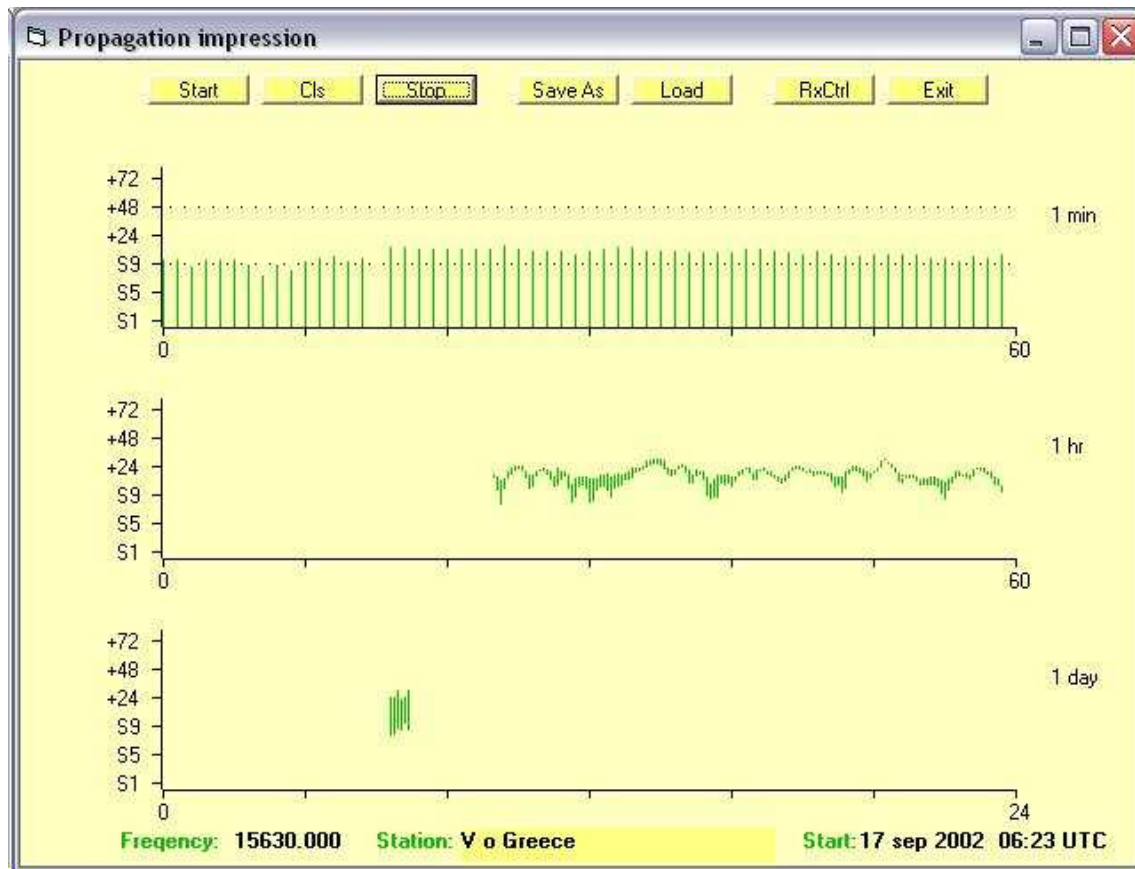 Propagation impression
Start Cls Stop Save As Load RxCtrl Exit
+72
+48
1 min
+24
S9
S5
S1
0 60
+72
+48
1 hr
+24
S9
S5
S1
0 60
+72
+48
1 day
+24
S9
S5
S1
0 24
Freqency: 15630.000 Station: V o Greece Start: 17 sep 2002 06:23 UTC